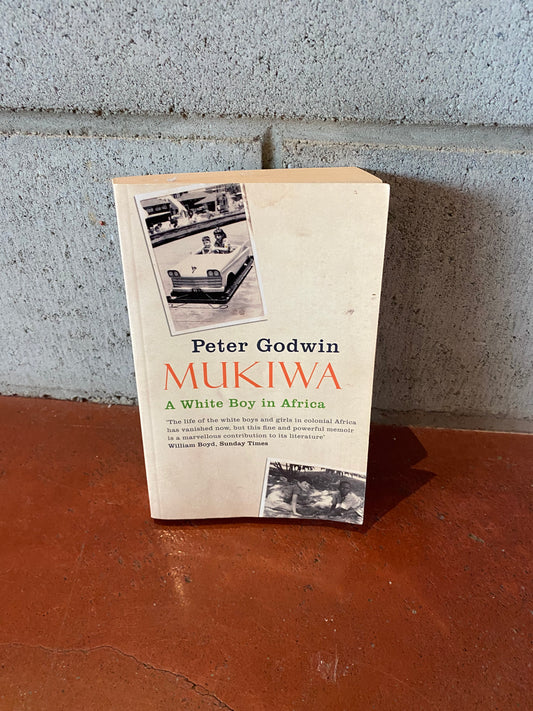 Peter Godwin
MUKIWA
A White Boy in Africa
'The life of the white boys and girls in colonial Africa
has vanished now, but this fine and powerful memoir
is a marvellous contribution to its literature'
William Boyd, Sunday Times